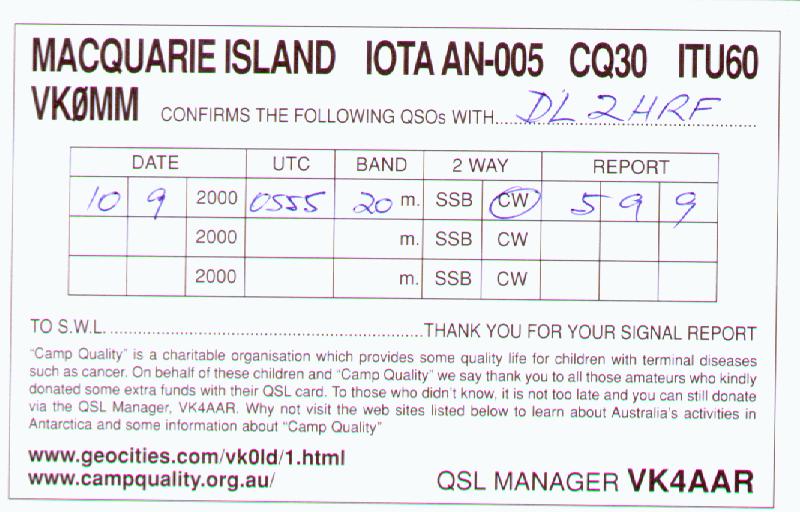 MACQUARIE ISLAND IOTA AN-005 CQ30 ITU60
VKØMM CONFIRMS THE FOLLOWING QSOs WITH....DL2HRF
DATE UTC BAND 2 WAY REPORT
10 9 2000 0555 20 m. SSB CW 5 9 9
2000 m. SSB CW
2000 m. SSB CW
TO S.W.L..........................................................THANK YOU FOR YOUR SIGNAL REPORT
"Camp Quality" is a charitable organisation which provides some quality life for children with terminal diseases
such as cancer. On behalf of these children and "Camp Quality" we say thank you to all those amateurs who kindly
donated some extra funds with their QSL card. To those who didn't know, it is not too late and you can still donate
via the QSL Manager, VK4AAR. Why not visit the web sites listed below to learn about Australia's activities in
Antarctica and some information about "Camp Quality"
www.geocities.com/vk0ld/1.html
www.campquality.org.au/ QSL MANAGER VK4AAR